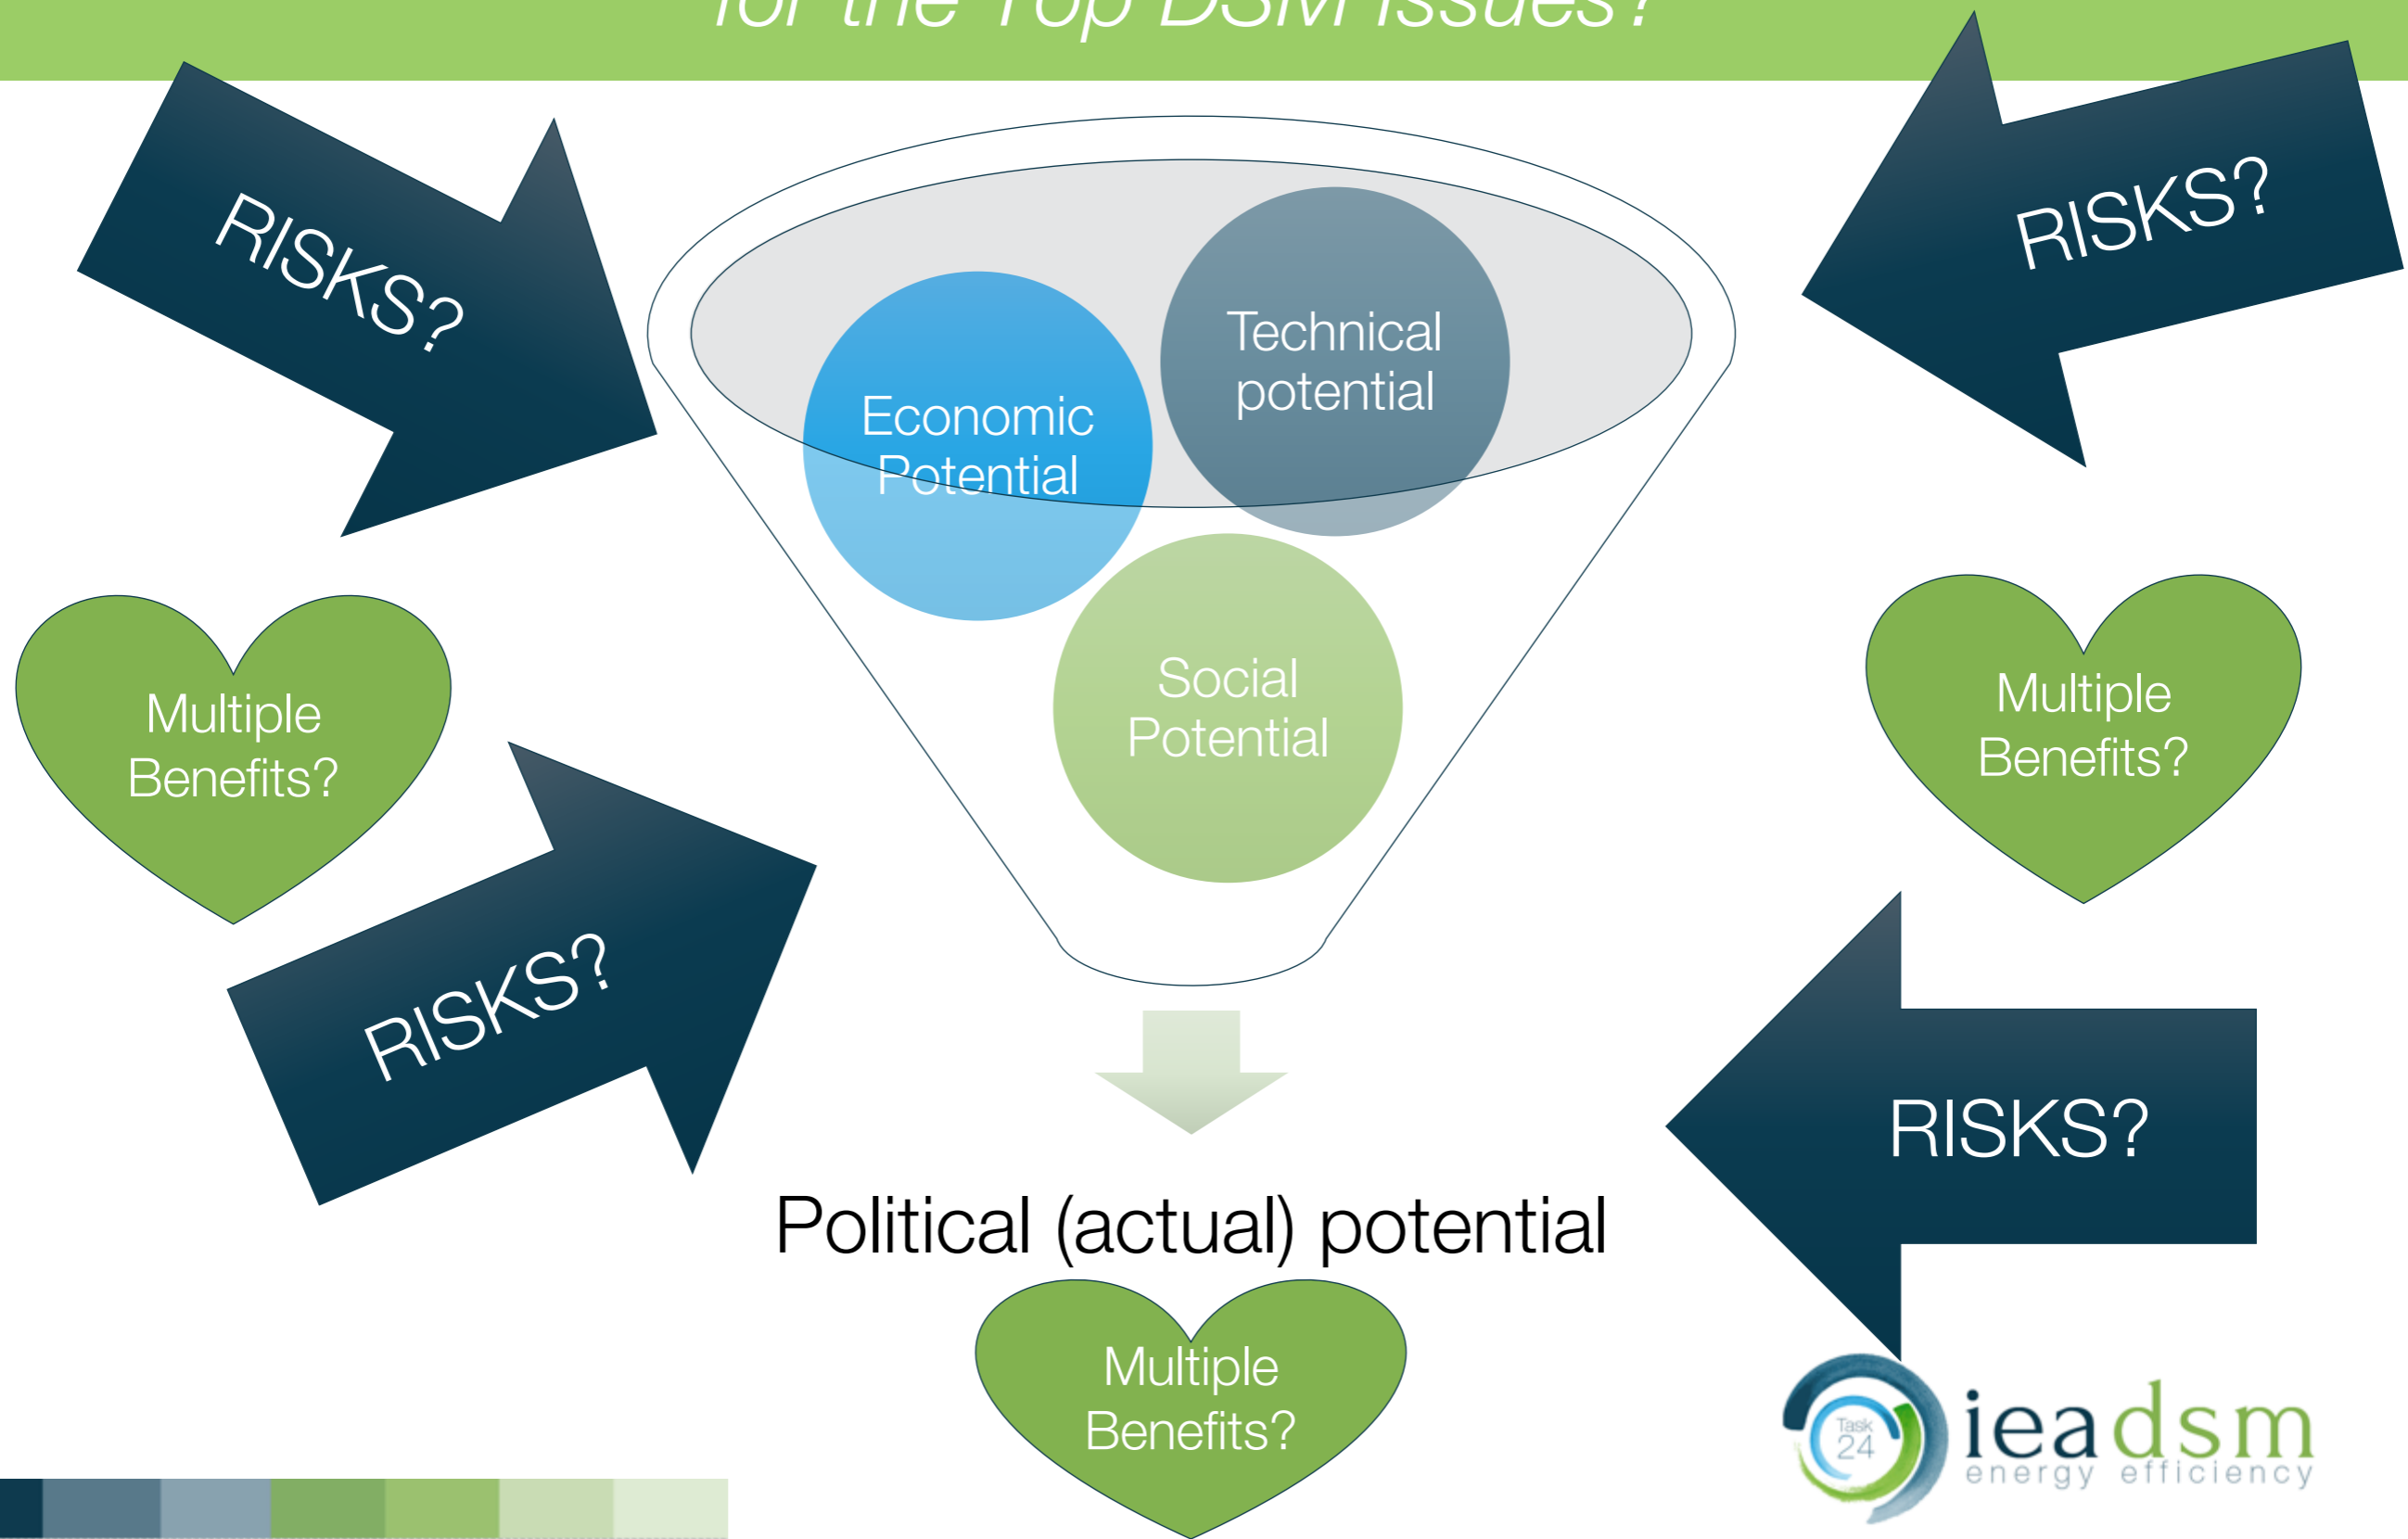 for the Top DSM Issues?
RISKS?
RISKS?
Technical
potential
Economic
Potential
Social
Potential
Multiple
Benefits?
Multiple
Benefits?
RISKS?
RISKS?
Political (actual) potential
Multiple
Benefits?
Task
24
ieadsm
energy efficiency